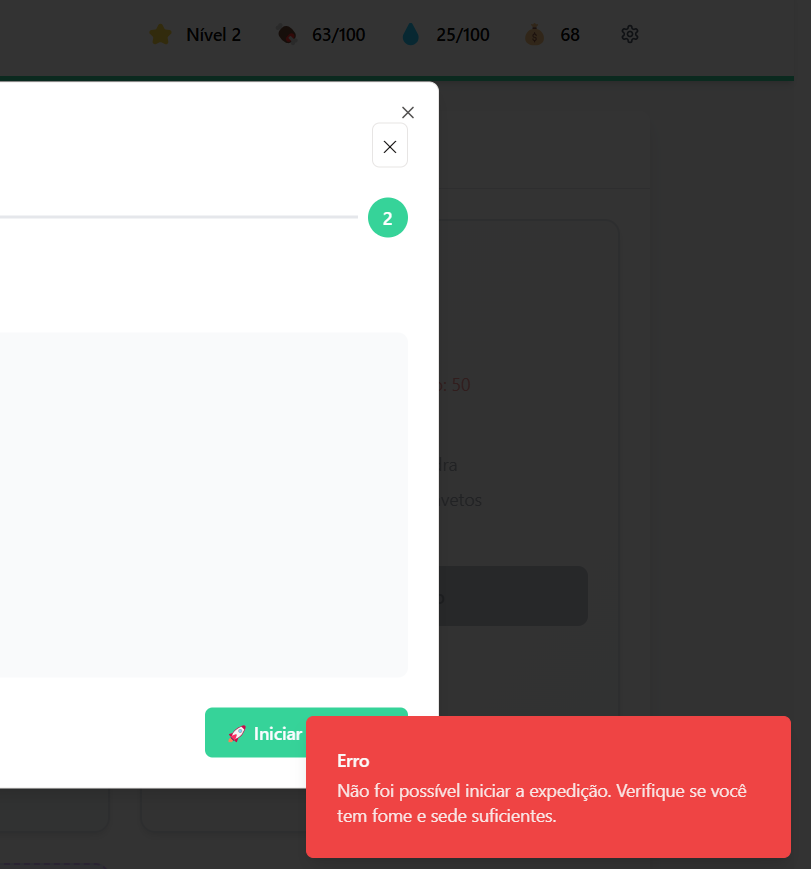 Nível 2 63/100 25/100 68
2
: 50
dra
vetos
Iniciar
Erro
Não foi possível iniciar a expedição. Verifique se você
tem fome e sede suficientes.